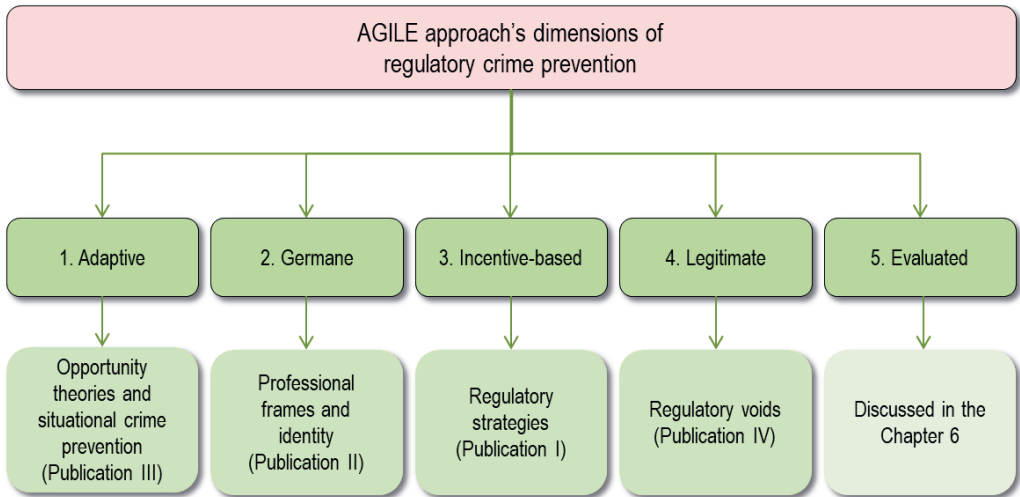 AGILE approach's dimensions of
regulatory crime prevention
1. Adaptive
2. Germane
3. Incentive-based
4. Legitimate
5. Evaluated
Opportunity
theories and
situational crime
prevention
(Publication III)
Professional
frames and
identity
(Publication II)
Regulatory
strategies
(Publication I)
Regulatory voids
(Publication IV)
Discussed in the
Chapter 6